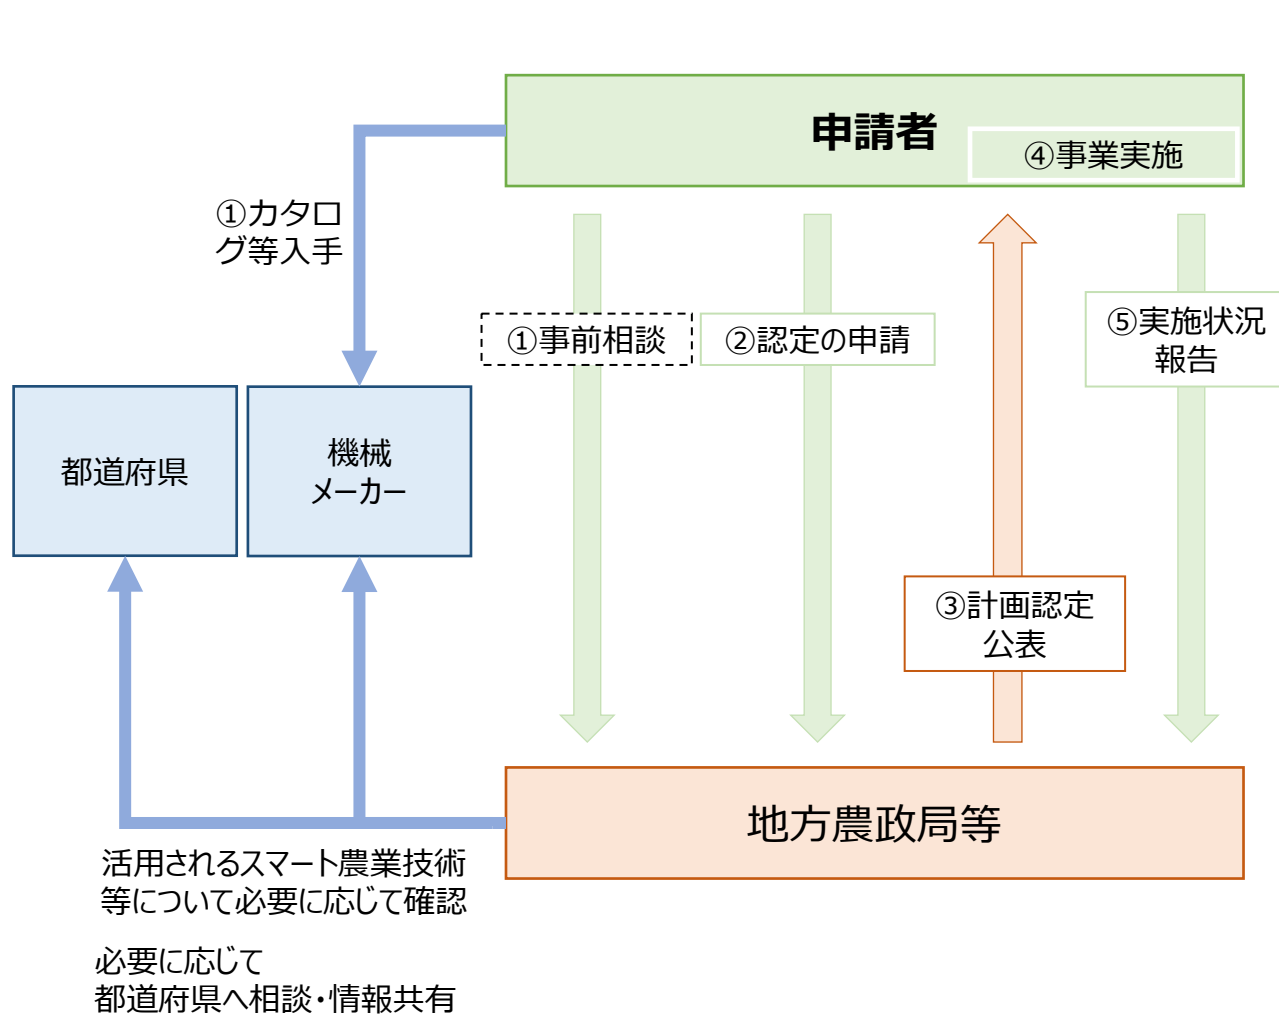 申請者
④事業実施
①カタロ
グ等入手
①事前相談
②認定の申請
⑤実施状況
報告
都道府県
機械
メーカー
③計画認定
公表
地方農政局等
活用されるスマート農業技術
等について必要に応じて確認
必要に応じて
都道府県へ相談・情報共有